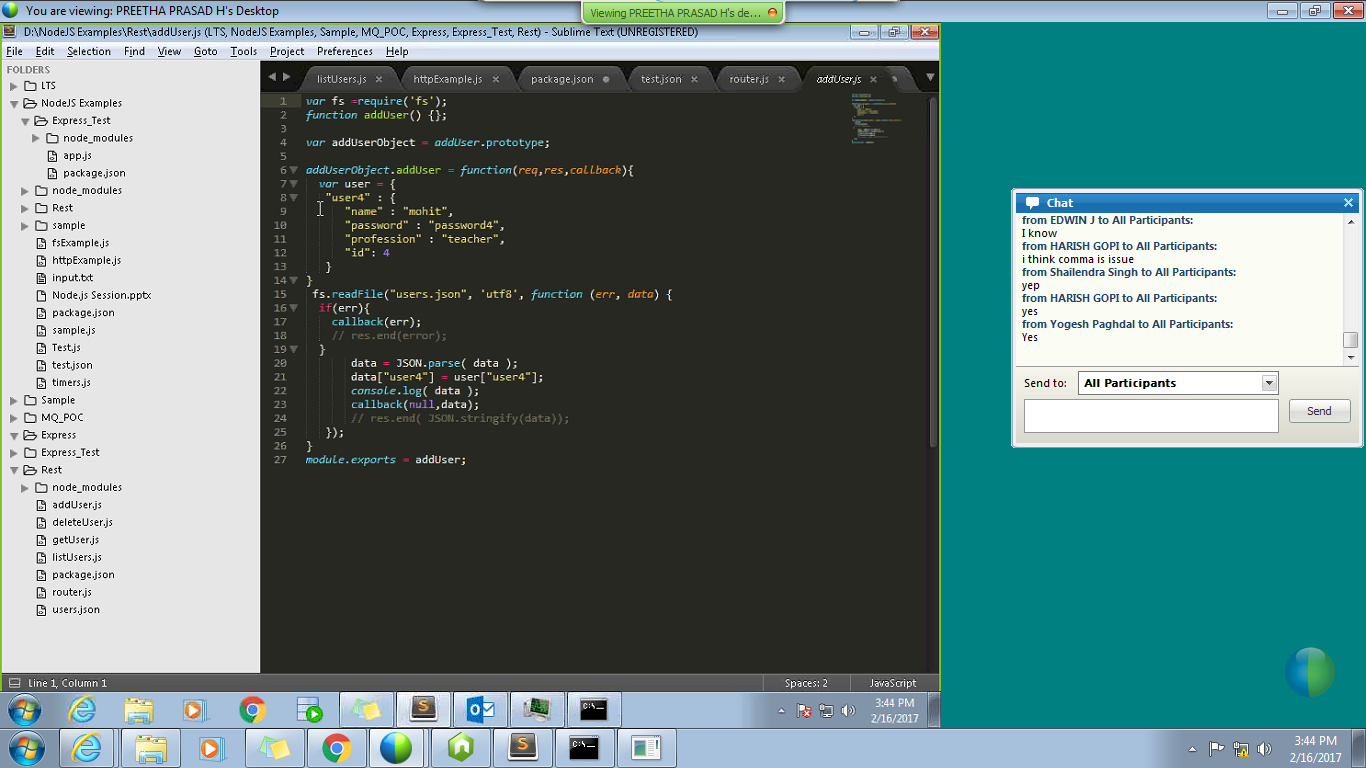 You are viewing: PREETHA PRASAD H's Desktop
Viewing PREETHA PRASAD H's de...
D:\NodeJS Examples\Rest\addUser.js (LTS, NodeJS Examples, Sample, MQ_POC, Express, Express_Test, Rest) - Sublime Text (UNREGISTERED)
File Edit Selection Find View Goto Tools Project Preferences Help
FOLDERS
LTS
NodeJS Examples
Express_Test
node_modules
app.js
package.json
node_modules
Rest
sample
fsExample.js
httpExample.js
input.txt
Node.js Session.pptx
package.json
sample.js
Test.js
test.json
timers.js
Sample
MQ_POC
Express
Express_Test
Rest
node_modules
addUser.js
deleteUser.js
getUser.js
listUsers.js
package.json
router.js
users.json
listUsers.js httpExample.js package.json test.json router.js addUser.js
1 var fs =require('fs');
2 function addUser() {};
3
4 var addUserObject = addUser.prototype;
5
6 addUserObject.addUser = function(req,res,callback){
7 var user = {
8 "user4" : {
9 "name" : "mohit",
10 "password" : "password4",
11 "profession" : "teacher",
12 "id": 4
13 }
14 }
15 fs.readFile("users.json", 'utf8', function (err, data) {
16 if(err){
17 callback(err);
18 // res.end(error);
19 }
20 data = JSON.parse( data );
21 data["user4"] = user["user4"];
22 console.log( data );
23 callback(null,data);
24 // res.end( JSON.stringify(data));
25 });
26 }
27 module.exports = addUser;
Line 1, Column 1
Spaces: 2
JavaScript
Chat
from EDWIN J to All Participants:
I know
from HARISH GOPI to All Participants:
i think comma is issue
from Shailendra Singh to All Participants:
yep
from HARISH GOPI to All Participants:
yes
from Yogesh Paghdal to All Participants:
Yes
Send to: All Participants
Send
C:\
3:44 PM
2/16/2017
C:\
3:44 PM
2/16/2017